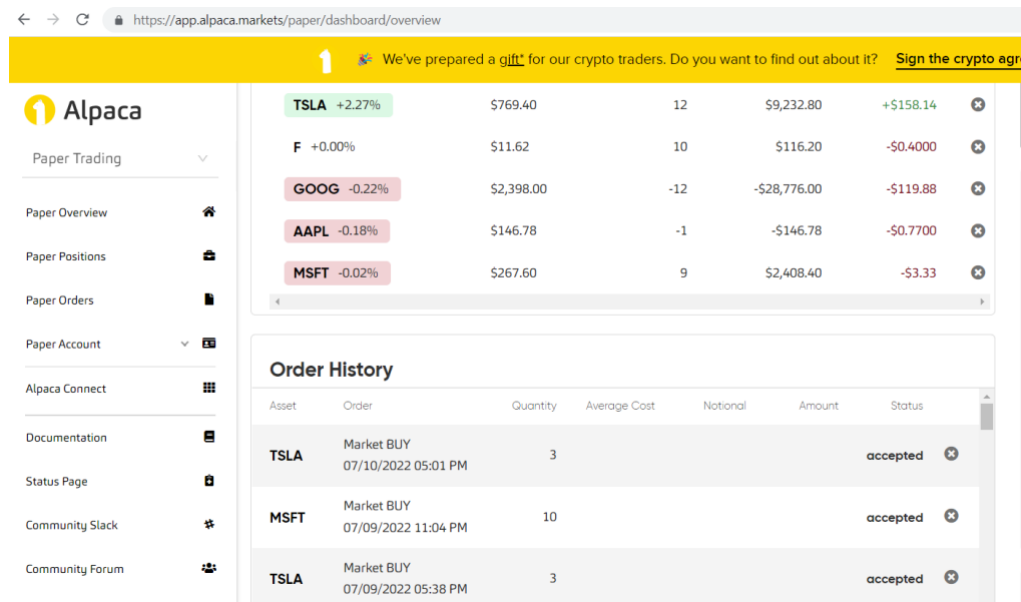 https://app.alpaca.markets/paper/dashboard/overview
We've prepared a gift* for our crypto traders. Do you want to find out about it? Sign the crypto agr
Alpaca
Paper Trading
Paper Overview
Paper Positions
Paper Orders
Paper Account
Alpaca Connect
Documentation
Status Page
Community Slack
Community Forum
TSLA +2.27% $769.40 12 $9,232.80 +$158.14
F +0.00% $11.62 10 $116.20 -$0.4000
GOOG -0.22% $2,398.00 -12 -$28,776.00 -$119.88
AAPL -0.18% $146.78 -1 -$146.78 -$0.7700
MSFT -0.02% $267.60 9 $2,408.40 -$3.33
Order History
Asset Order Quantity Average Cost Notional Amount Status
TSLA Market BUY 3 accepted
07/10/2022 05:01 PM
MSFT Market BUY 10 accepted
07/09/2022 11:04 PM
TSLA Market BUY 3 accepted
07/09/2022 05:38 PM